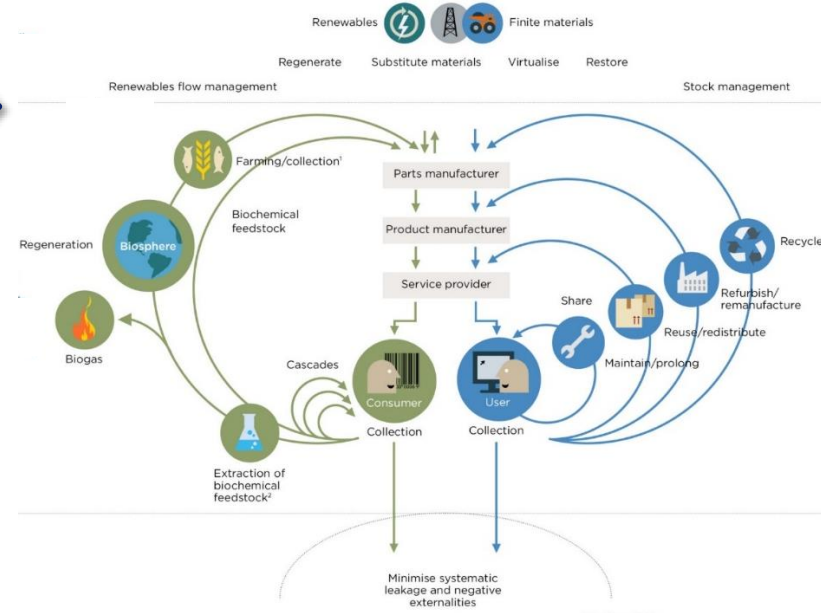 Renewables
Finite materials
Regenerate
Substitute materials
Virtualise
Restore
Renewables flow management
Stock management
Farming/collection¹
Parts manufacturer
Biochemical
feedstock
Regeneration
Biosphere
Product manufacturer
Recycle
Service provider
Share
Refurbish/
remanufacture
Reuse/redistribute
Biogas
Cascades
Maintain/prolong
Consumer
User
Collection
Collection
Extraction of
biochemical
feedstock²
Minimise systematic
leakage and negative
externalities